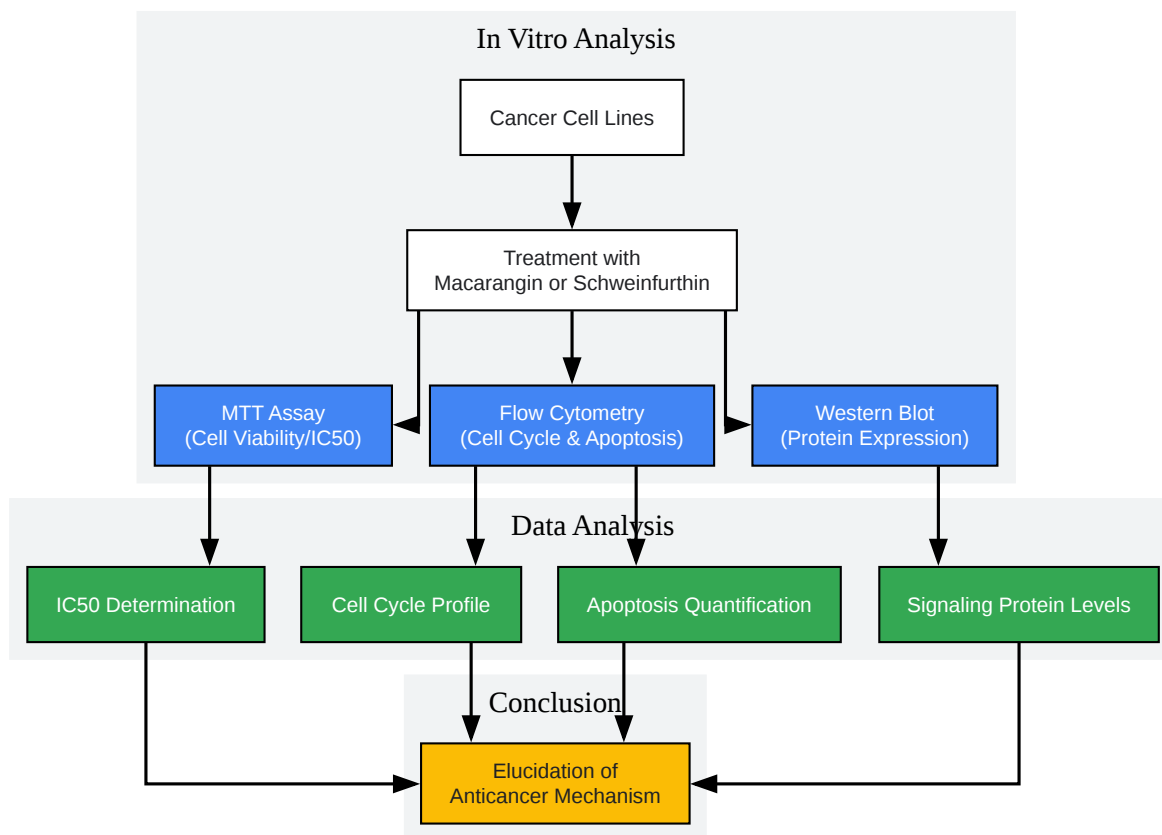 In Vitro Analysis
Cancer Cell Lines
Treatment with
Macarangin or Schweinfurthin
MTT Assay
(Cell Viability/IC50)
Flow Cytometry
(Cell Cycle & Apoptosis)
Western Blot
(Protein Expression)
Data Analysis
IC50 Determination
Cell Cycle Profile
Apoptosis Quantification
Signaling Protein Levels
Conclusion
Elucidation of
Anticancer Mechanism